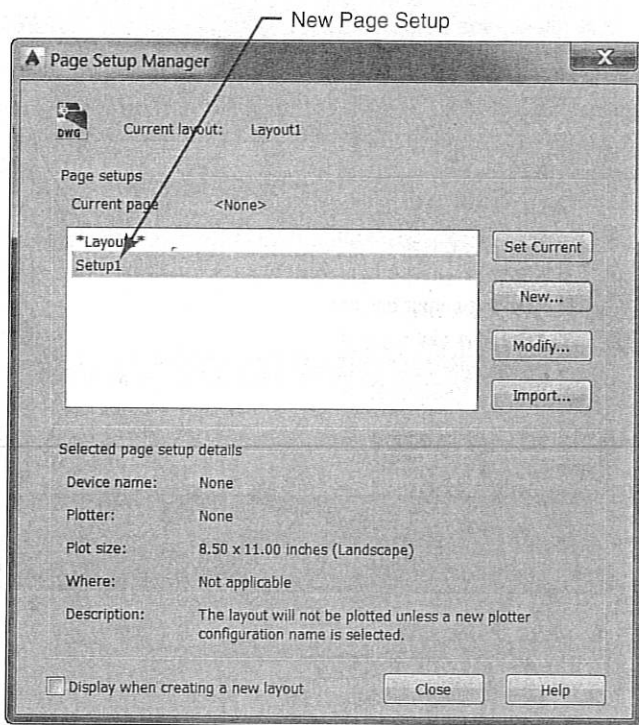 New Page Setup
Page Setup Manager
DWG
Current layout: Layout1
Page setups
Current page <None>
*Layout1*
Setup1
Set Current
New...
Modify...
Import...
Selected page setup details
Device name: None
Plotter: None
Plot size: 8.50 x 11.00 inches (Landscape)
Where: Not applicable
Description: The layout will not be plotted unless a new plotter
configuration name is selected.
Display when creating a new layout
Close
Help